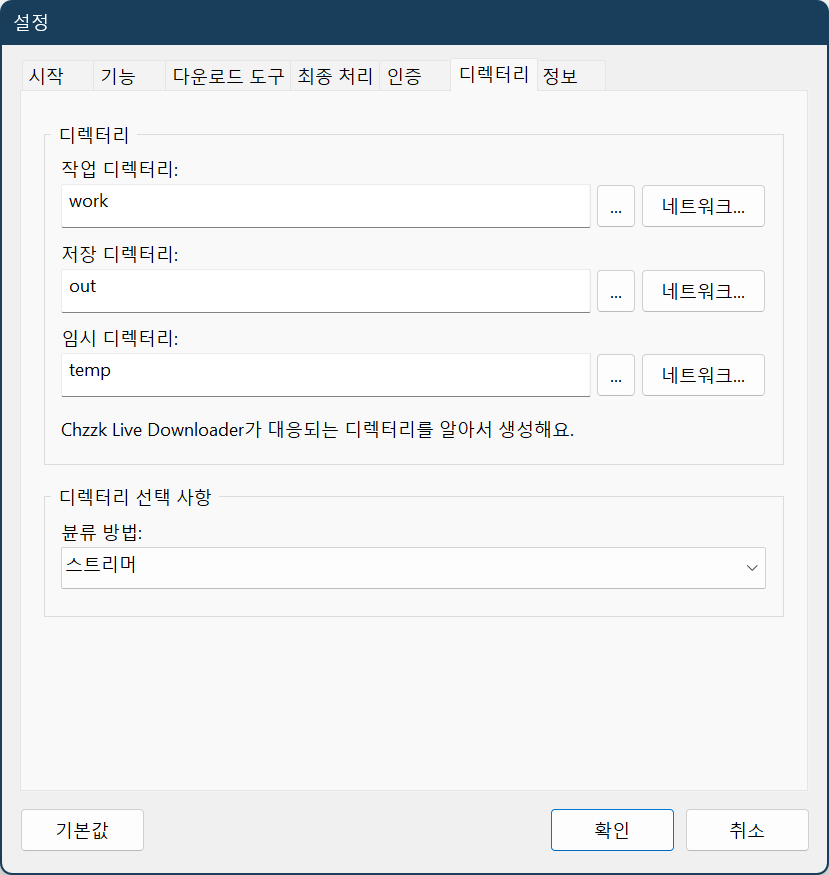 설정
시작 기능 다운로드 도구 최종 처리 인증 디렉터리 정보
디렉터리
작업 디렉터리:
work ... 네트워크...
저장 디렉터리:
out ... 네트워크...
임시 디렉터리:
temp ... 네트워크...
Chzzk Live Downloader가 대응되는 디렉터리를 알아서 생성해요.
디렉터리 선택 사항
분류 방법:
스트리머
기본값 확인 취소